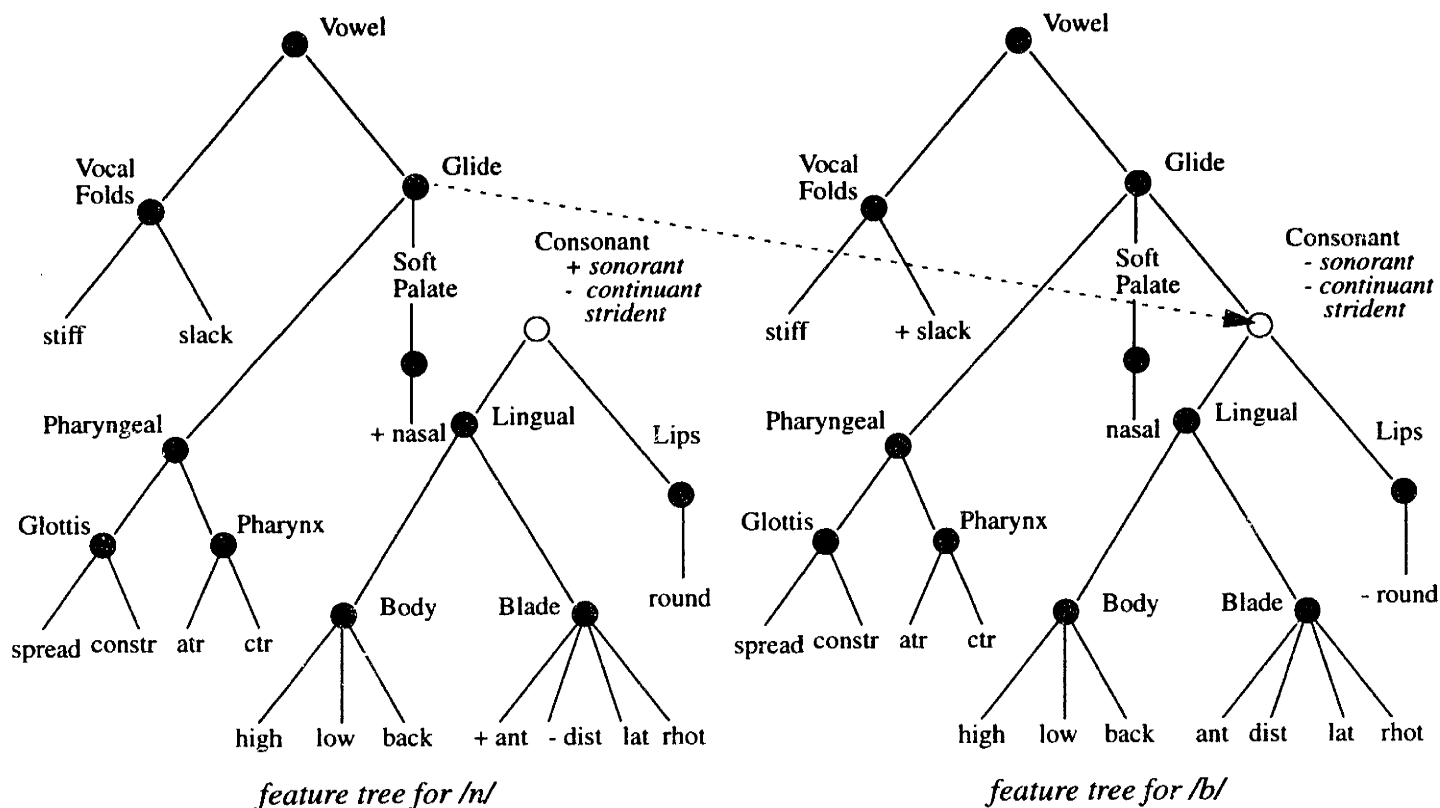 Vowel
Vocal
Folds
Glide
Soft
Palate
Consonant
+ sonorant
- continuant
strident
stiff
slack
Pharyngeal
+ nasal
Lingual
Lips
Glottis
Pharynx
round
Body
Blade
spread
constr
atr
ctr
high
low
back
+ ant
- dist
lat
rhot
feature tree for /n/
Vowel
Vocal
Folds
Glide
Soft
Palate
Consonant
- sonorant
- continuant
strident
stiff
+ slack
Pharyngeal
nasal
Lingual
Lips
Glottis
Pharynx
- round
Body
Blade
spread
constr
atr
ctr
high
low
back
ant
dist
lat
rhot
feature tree for /b/